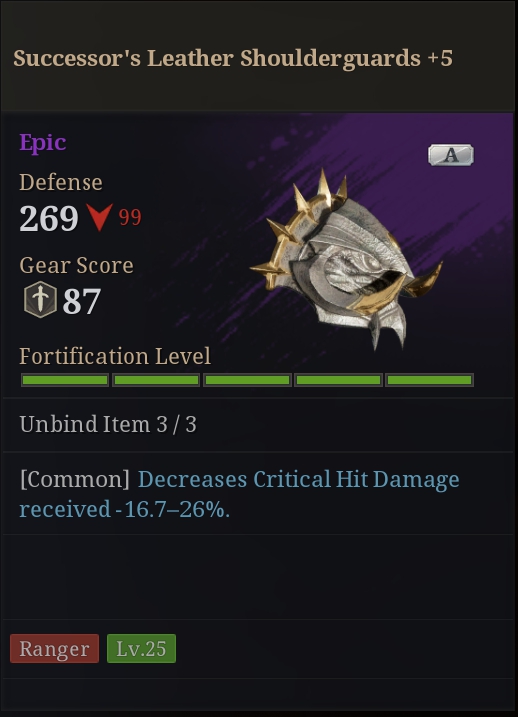 Successor's Leather Shoulderguards +5
Epic
A
Defense
269 99
Gear Score
87
Fortification Level
Unbind Item 3 / 3
[Common] Decreases Critical Hit Damage
received -16.7–26%.
Ranger Lv.25